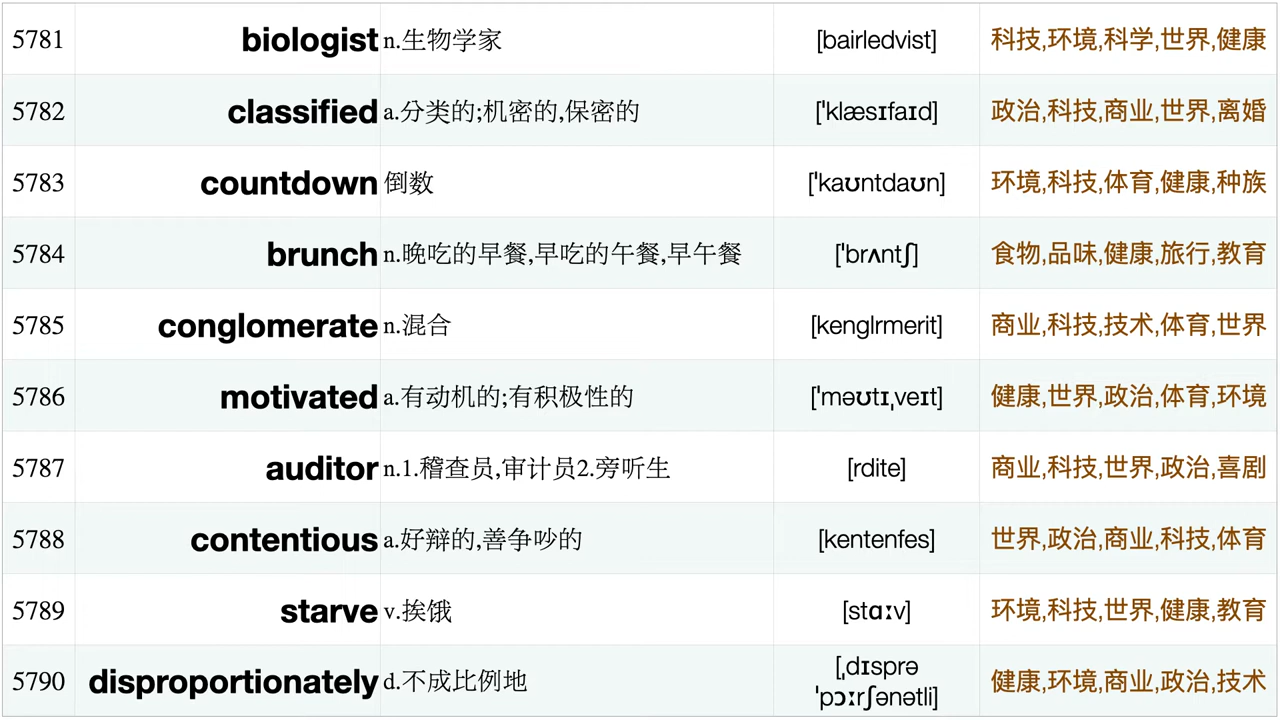 5781 biologist n.生物学家 [bairledvist] 科技,环境,科学,世界,健康
5782 classified a.分类的;机密的,保密的 [ˈklæsɪfaɪd] 政治,科技,商业,世界,离婚
5783 countdown 倒数 [ˈkaʊntdaʊn] 环境,科技,体育,健康,种族
5784 brunch n.晚吃的早餐,早吃的午餐,早午餐 [ˈbrʌntʃ] 食物,品味,健康,旅行,教育
5785 conglomerate n.混合 [kenglrmerit] 商业,科技,技术,体育,世界
5786 motivated a.有动机的;有积极性的 [ˈməʊtɪˌveɪt] 健康,世界,政治,体育,环境
5787 auditor n.1.稽查员,审计员2.旁听生 [rdite] 商业,科技,世界,政治,喜剧
5788 contentious a.好辩的,善争吵的 [kentenfes] 世界,政治,商业,科技,体育
5789 starve v.挨饿 [stɑːv] 环境,科技,世界,健康,教育
5790 disproportionately d.不成比例地 [ˌdɪsprə
ˈpɔːrʃənətli] 健康,环境,商业,政治,技术